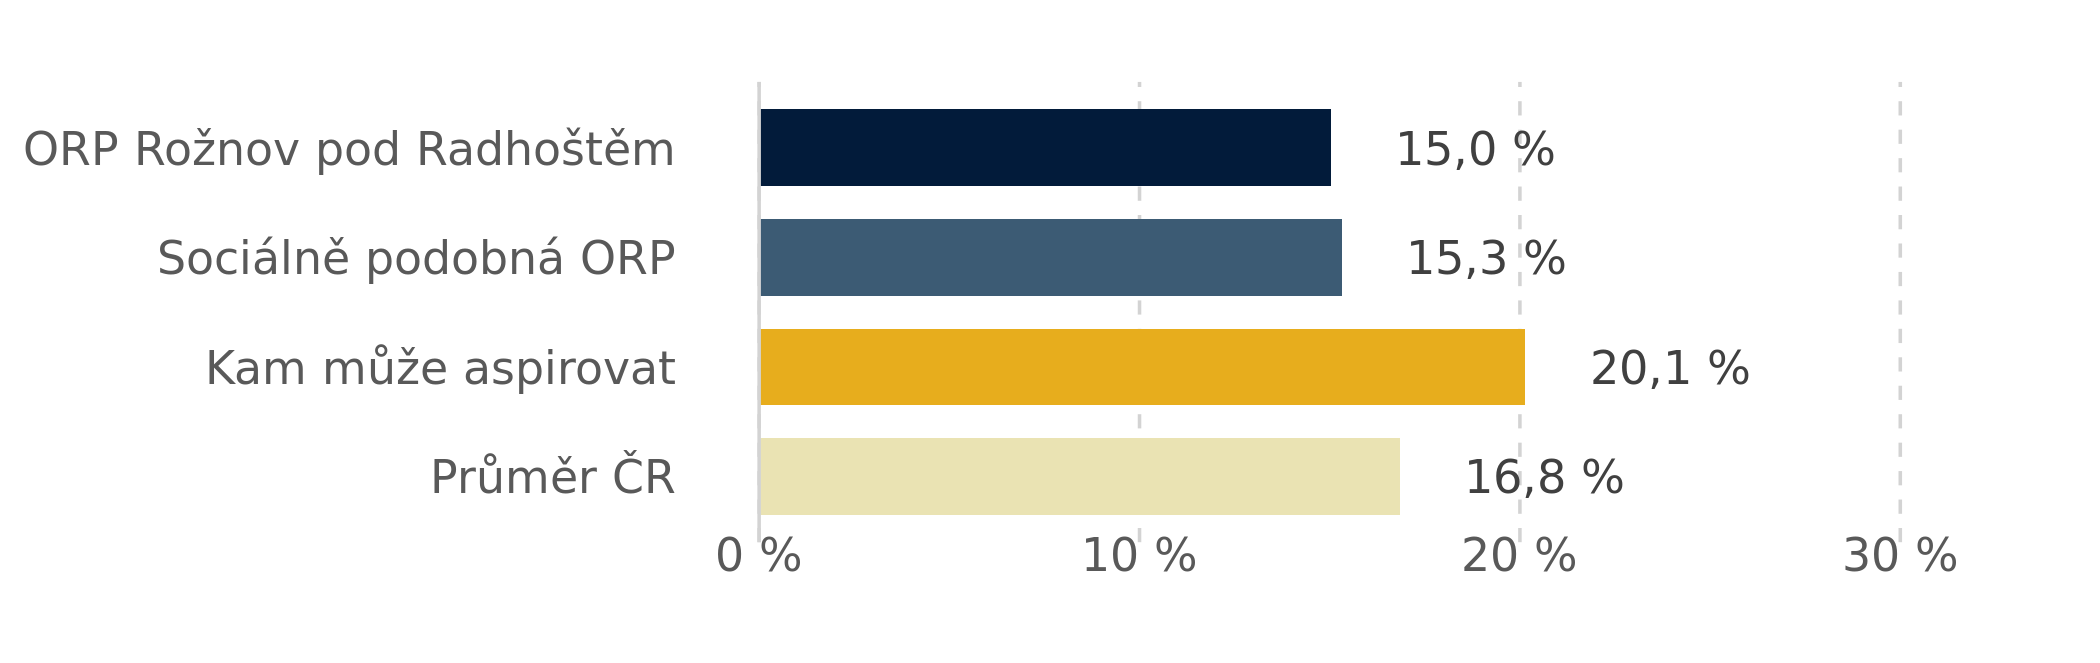 ORP Rožnov pod Radhoštěm 15,0 %
Sociálně podobná ORP 15,3 %
Kam může aspirovat 20,1 %
Průměr ČR 16,8 %
0 % 10 % 20 % 30 %